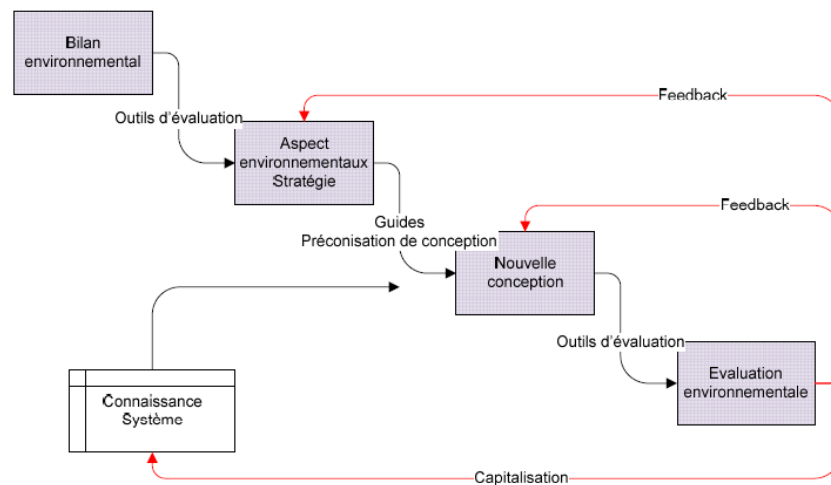 Bilan
environnemental
Feedback
Outils d'évaluation
Aspect
environnementaux
Stratégie
Feedback
Guides
Préconisation de conception
Nouvelle
conception
Outils d'évaluation
Evaluation
environnementale
Connaissance
Système
Capitalisation